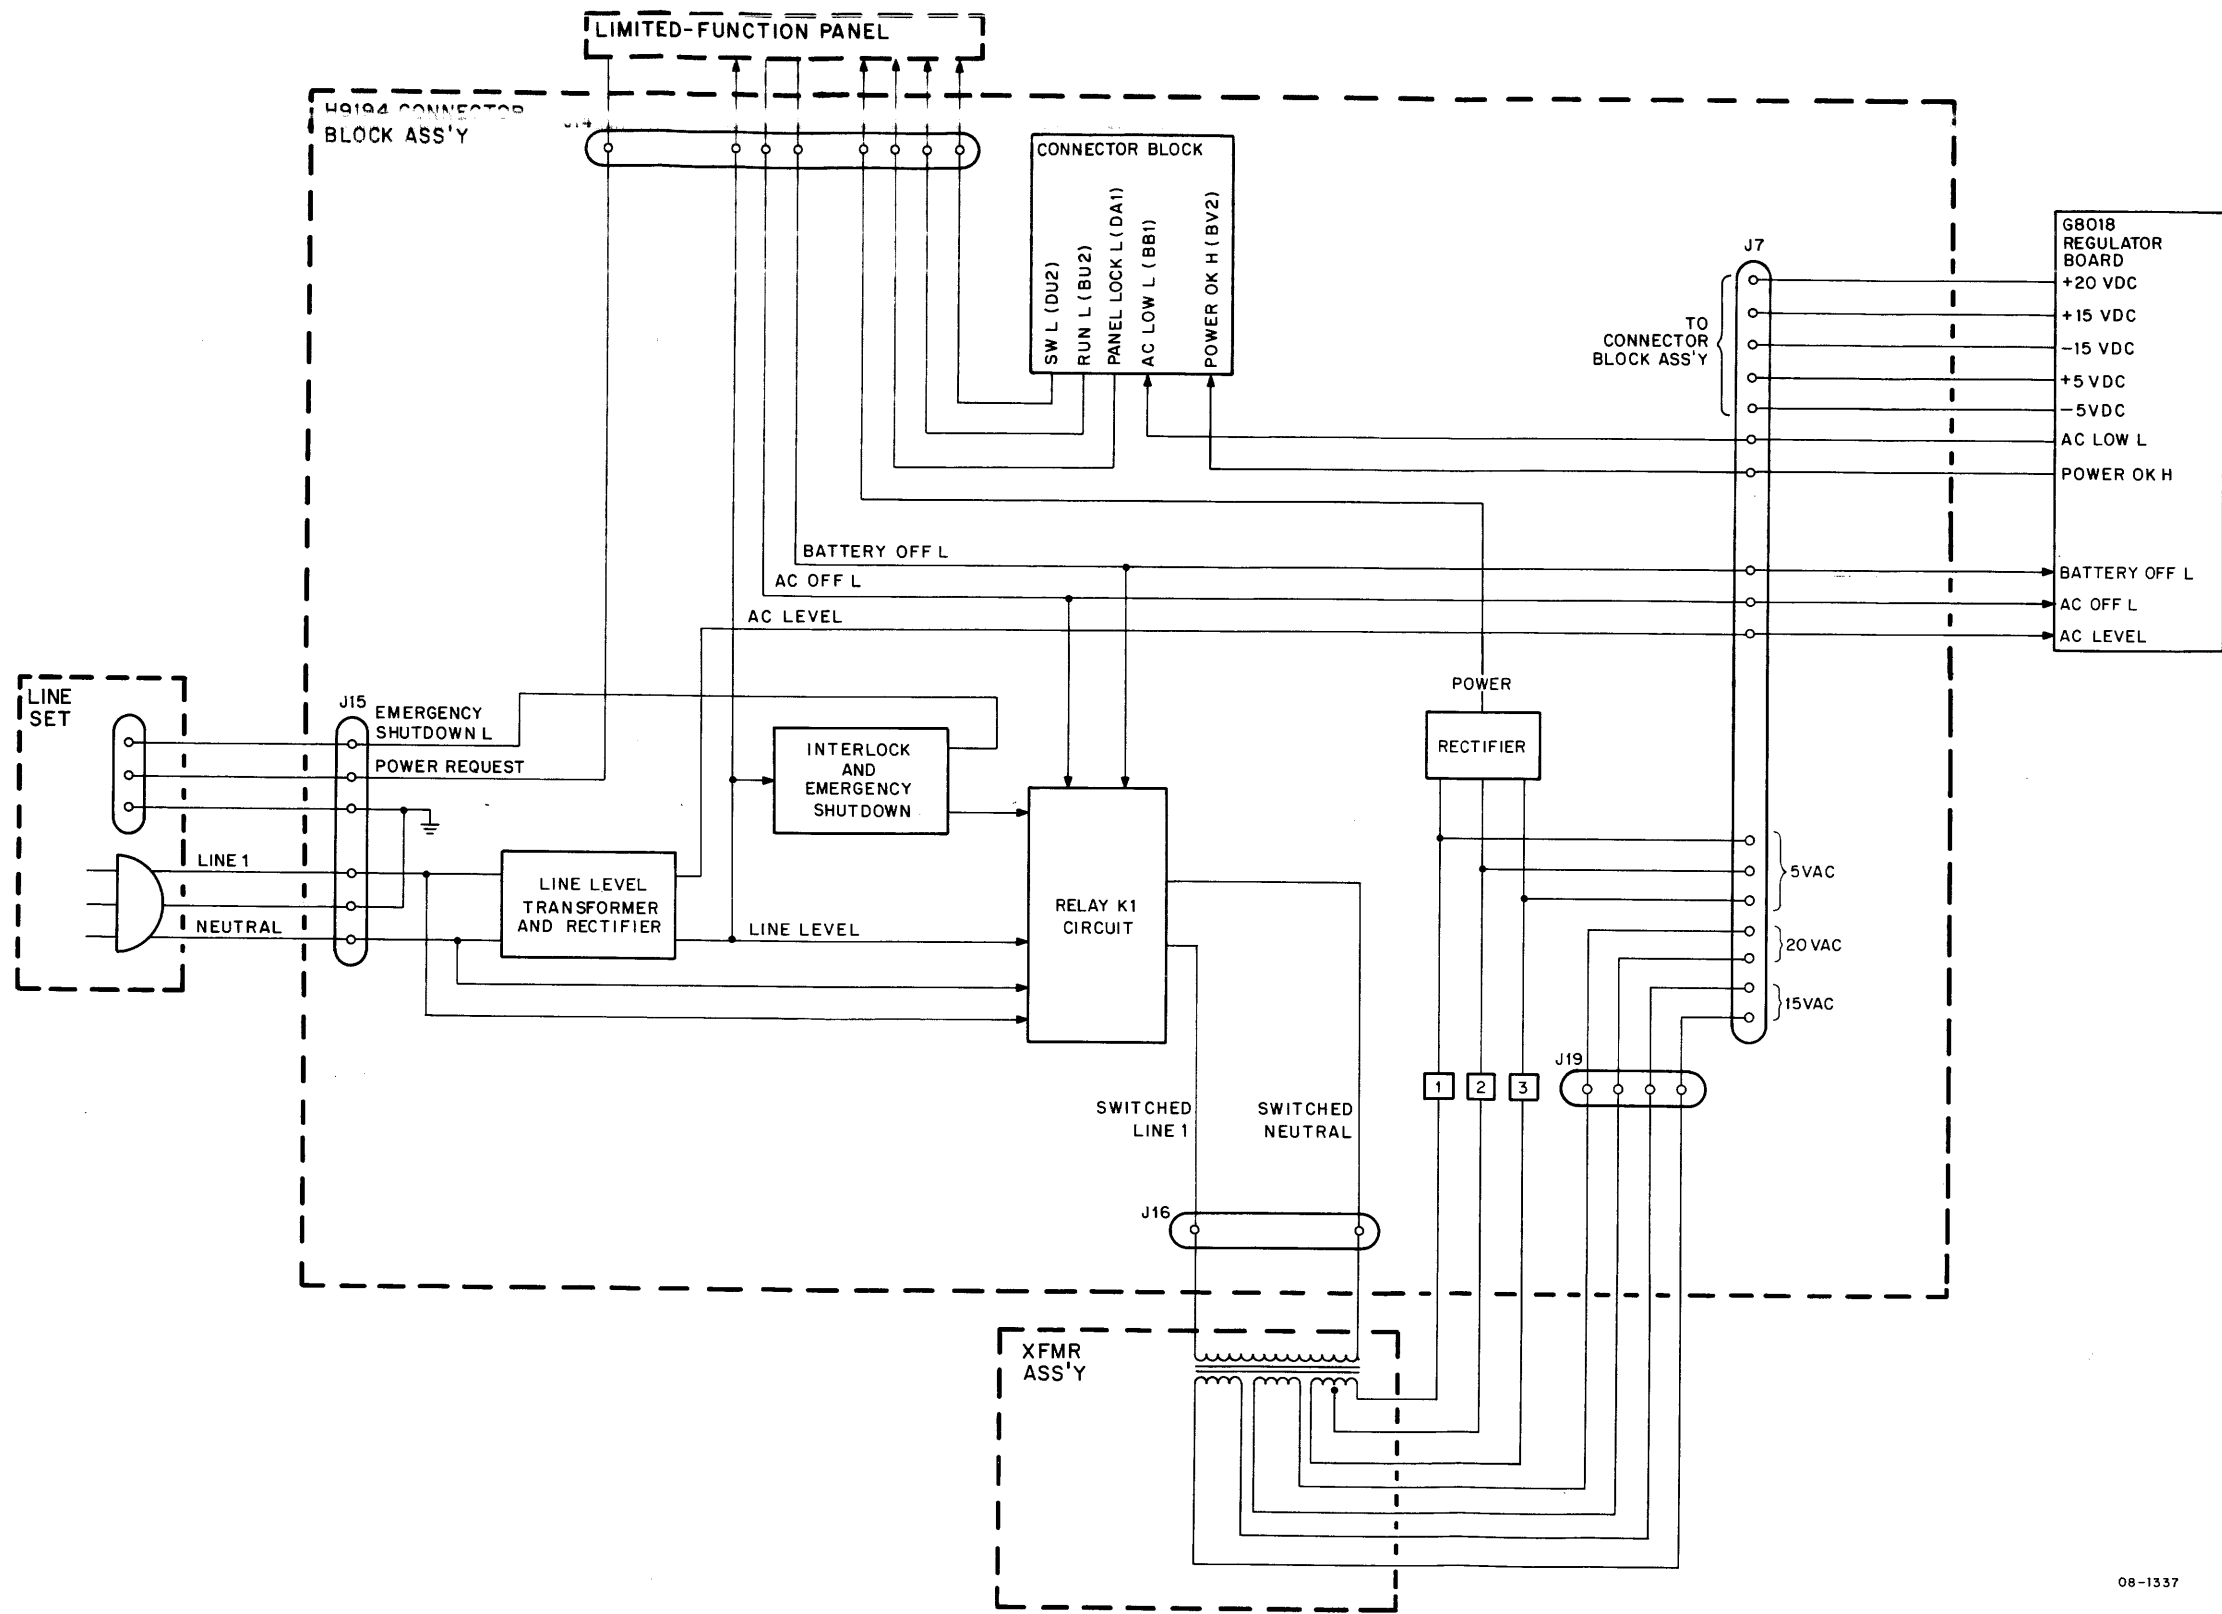 LIMITED-FUNCTION PANEL
H9194 CONNECTOR
BLOCK ASS'Y
J14
CONNECTOR BLOCK
SW L (DU2)
RUN L (BU2)
PANEL LOCK L (DA1)
AC LOW L (BB1)
POWER OK H (BV2)
J7
TO
CONNECTOR
BLOCK ASS'Y
G8018
REGULATOR
BOARD
+20 VDC
+15 VDC
-15 VDC
+5 VDC
-5VDC
AC LOW L
POWER OK H
BATTERY OFF L
AC OFF L
AC LEVEL
BATTERY OFF L
AC OFF L
AC LEVEL
LINE
SET
J15
EMERGENCY
SHUTDOWN L
POWER REQUEST
LINE 1
NEUTRAL
INTERLOCK
AND
EMERGENCY
SHUTDOWN
LINE LEVEL
TRANSFORMER
AND RECTIFIER
LINE LEVEL
RELAY K1
CIRCUIT
POWER
RECTIFIER
5VAC
20 VAC
15VAC
J19
1
2
3
SWITCHED
LINE 1
SWITCHED
NEUTRAL
J16
XFMR
ASS'Y
08-1337